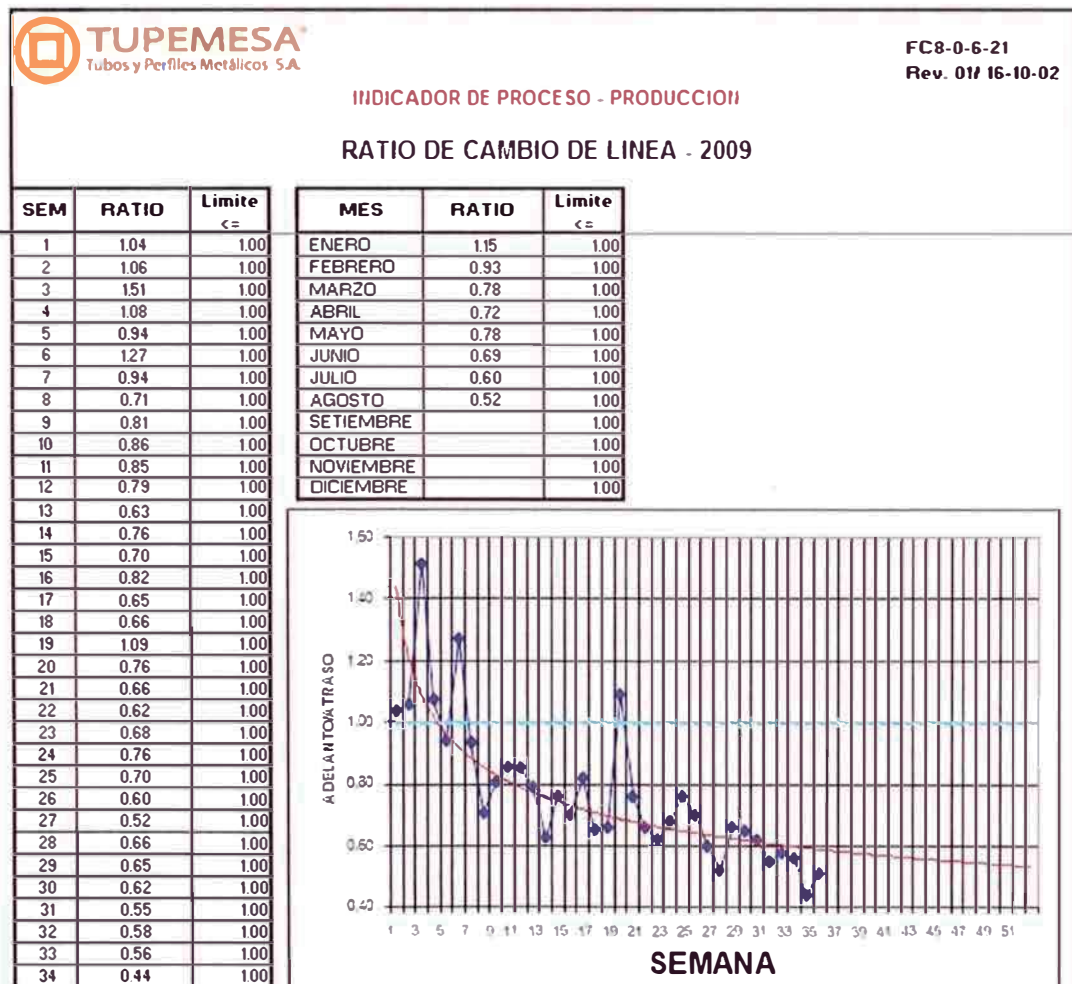 TUPEMESA
Tubos y Perfiles Metálicos S.A.
FC8-0-6-21
Rev. 01/ 16-10-02
INDICADOR DE PROCESO - PRODUCCION
RATIO DE CAMBIO DE LINEA - 2009
SEM RATIO Limite <=
1 1.04 1.00
2 1.06 1.00
3 1.51 1.00
4 1.08 1.00
5 0.94 1.00
6 1.27 1.00
7 0.94 1.00
8 0.71 1.00
9 0.81 1.00
10 0.86 1.00
11 0.85 1.00
12 0.79 1.00
13 0.63 1.00
14 0.76 1.00
15 0.70 1.00
16 0.82 1.00
17 0.65 1.00
18 0.66 1.00
19 1.09 1.00
20 0.76 1.00
21 0.66 1.00
22 0.62 1.00
23 0.68 1.00
24 0.76 1.00
25 0.70 1.00
26 0.60 1.00
27 0.52 1.00
28 0.66 1.00
29 0.65 1.00
30 0.62 1.00
31 0.55 1.00
32 0.58 1.00
33 0.56 1.00
34 0.44 1.00
MES RATIO Limite <=
ENERO 1.15 1.00
FEBRERO 0.93 1.00
MARZO 0.78 1.00
ABRIL 0.72 1.00
MAYO 0.78 1.00
JUNIO 0.69 1.00
JULIO 0.60 1.00
AGOSTO 0.52 1.00
SETIEMBRE 1.00
OCTUBRE 1.00
NOVIEMBRE 1.00
DICIEMBRE 1.00
1.60
1.40
1.20
1.00
0.80
0.60
0.40
ADELANTO/ATRASO
1 3 5 7 9 11 13 15 17 19 21 23 25 27 29 31 33 35 37 39 41 43 45 47 49 51
SEMANA